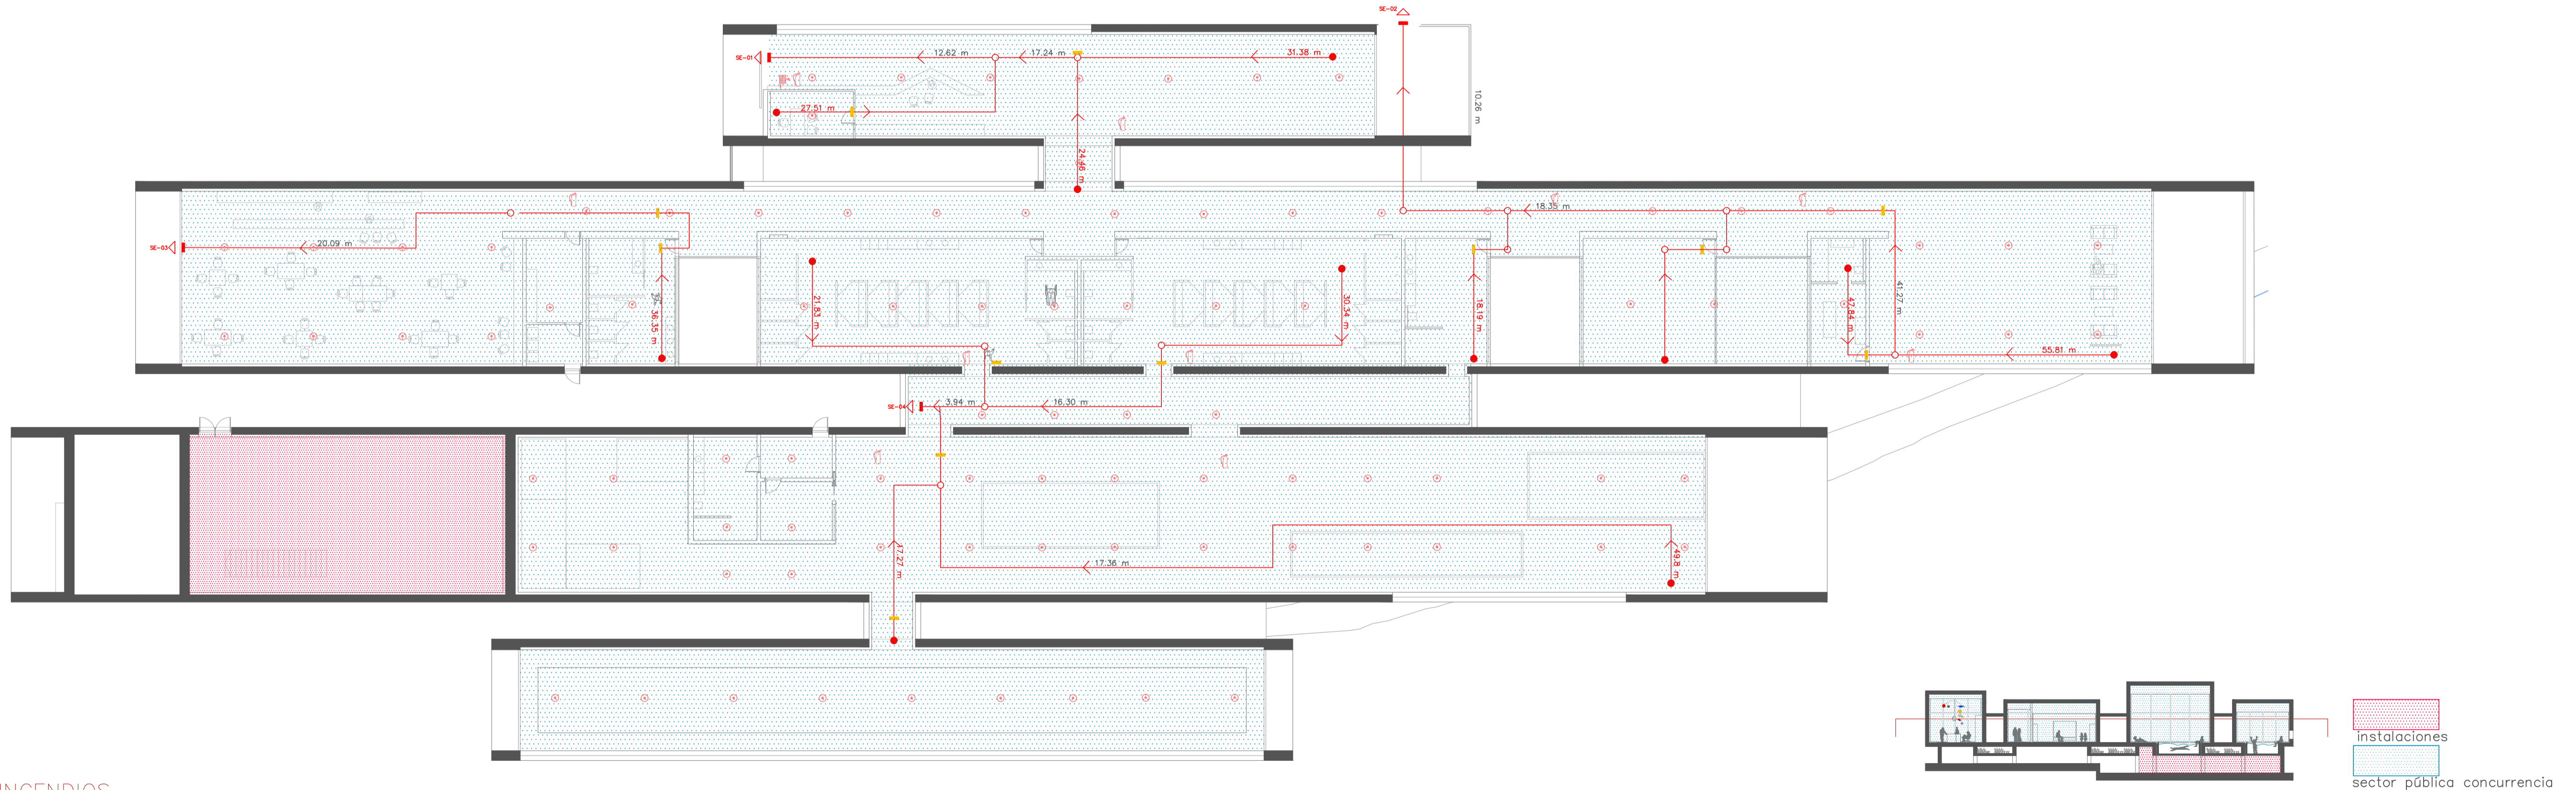 SE-02
12.62 m
17.24 m
31.38 m
SE-01
27.51 m
10.26 m
24.46 m
18.35 m
20.09 m
SE-03
21.83 m
30.34 m
36.35 m
18.19 m
47.84 m
41.27 m
55.81 m
SE-04
3.94 m
16.30 m
17.27 m
17.36 m
49.8 m
instalaciones
sector pública concurrencia